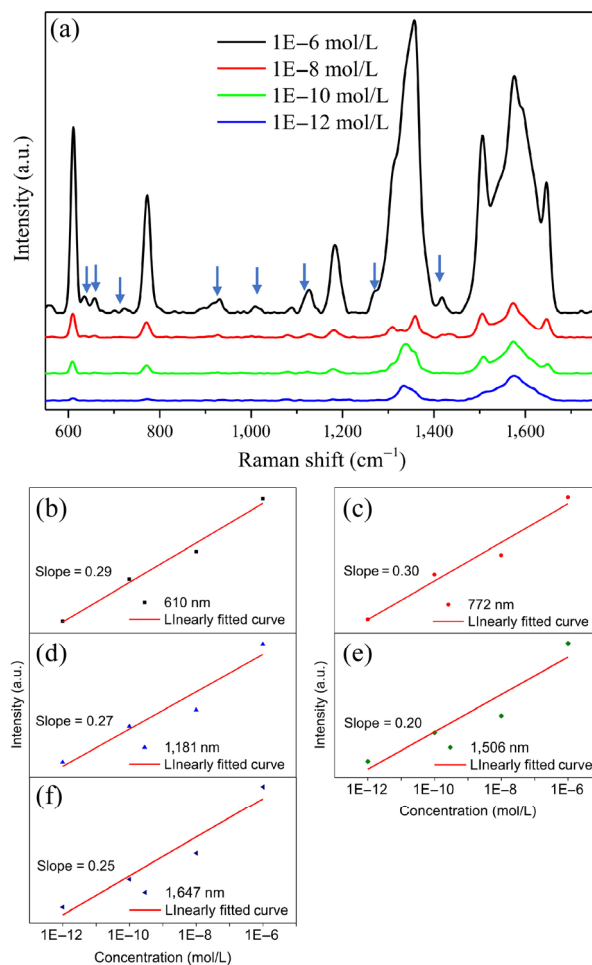 (a)
1E−6 mol/L
1E−8 mol/L
1E−10 mol/L
1E−12 mol/L
Intensity (a.u.)
600 800 1,000 1,200 1,400 1,600
Raman shift (cm⁻¹)
(b)
Slope = 0.29
610 nm
LInearly fitted curve
(c)
Slope = 0.30
772 nm
LInearly fitted curve
(d)
Slope = 0.27
1,181 nm
LInearly fitted curve
(e)
Slope = 0.20
1,506 nm
LInearly fitted curve
1E−12 1E−10 1E−8 1E−6
Concentration (mol/L)
Intensity (a.u.)
Intensity (a.u.)
(f)
Slope = 0.25
1,647 nm
LInearly fitted curve
1E−12 1E−10 1E−8 1E−6
Concentration (mol/L)